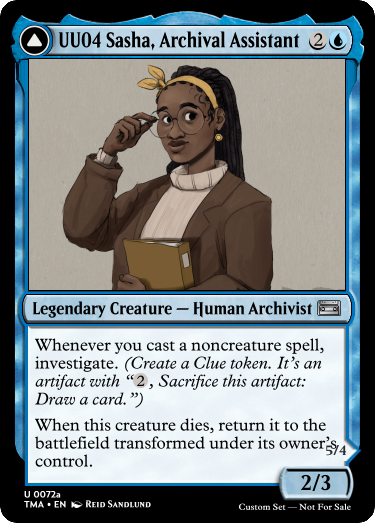 UU04 Sasha, Archival Assistant 2
Legendary Creature — Human Archivist
Whenever you cast a noncreature spell,
investigate. (Create a Clue token. It's an
artifact with “2, Sacrifice this artifact:
Draw a card.”)
When this creature dies, return it to the
battlefield transformed under its owner's
control.
5/4
2/3
U 0072a
TMA • EN Reid Sandlund
Custom Set — Not For Sale